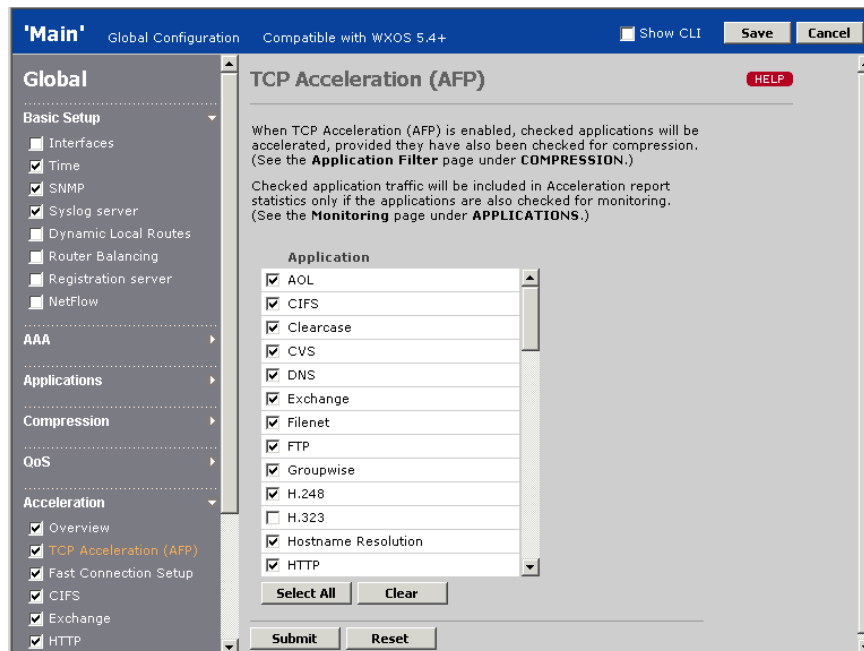 'Main' Global Configuration Compatible with WXOS 5.4+ Show CLI Save Cancel
Global
Basic Setup
Interfaces
Time
SNMP
Syslog server
Dynamic Local Routes
Router Balancing
Registration server
NetFlow
AAA
Applications
Compression
QoS
Acceleration
Overview
TCP Acceleration (AFP)
Fast Connection Setup
CIFS
Exchange
HTTP
TCP Acceleration (AFP) HELP
When TCP Acceleration (AFP) is enabled, checked applications will be
accelerated, provided they have also been checked for compression.
(See the Application Filter page under COMPRESSION.)
Checked application traffic will be included in Acceleration report
statistics only if the applications are also checked for monitoring.
(See the Monitoring page under APPLICATIONS.)
Application
AOL
CIFS
Clearcase
CVS
DNS
Exchange
Filenet
FTP
Groupwise
H.248
H.323
Hostname Resolution
HTTP
Select All Clear
Submit Reset